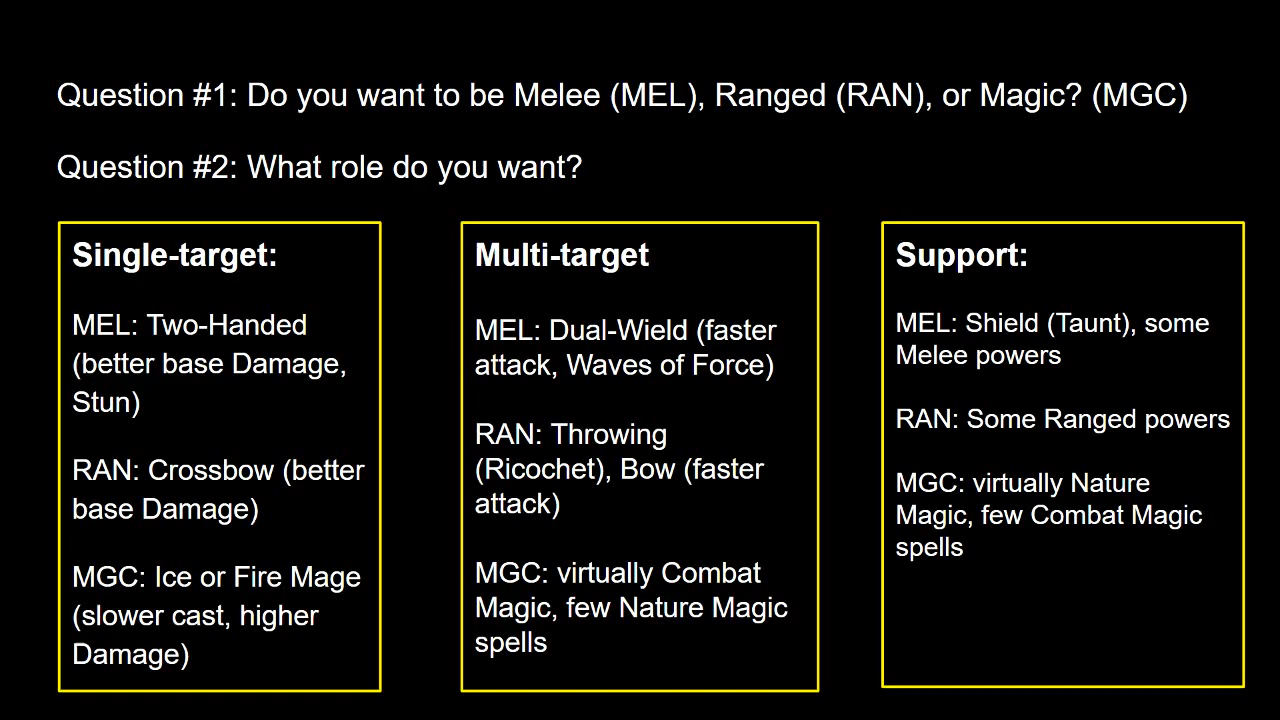 Question #1: Do you want to be Melee (MEL), Ranged (RAN), or Magic? (MGC)
Question #2: What role do you want?
Single-target:
MEL: Two-Handed
(better base Damage,
Stun)
RAN: Crossbow (better
base Damage)
MGC: Ice or Fire Mage
(slower cast, higher
Damage)
Multi-target
MEL: Dual-Wield (faster
attack, Waves of Force)
RAN: Throwing
(Ricochet), Bow (faster
attack)
MGC: virtually Combat
Magic, few Nature Magic
spells
Support:
MEL: Shield (Taunt), some
Melee powers
RAN: Some Ranged powers
MGC: virtually Nature
Magic, few Combat Magic
spells